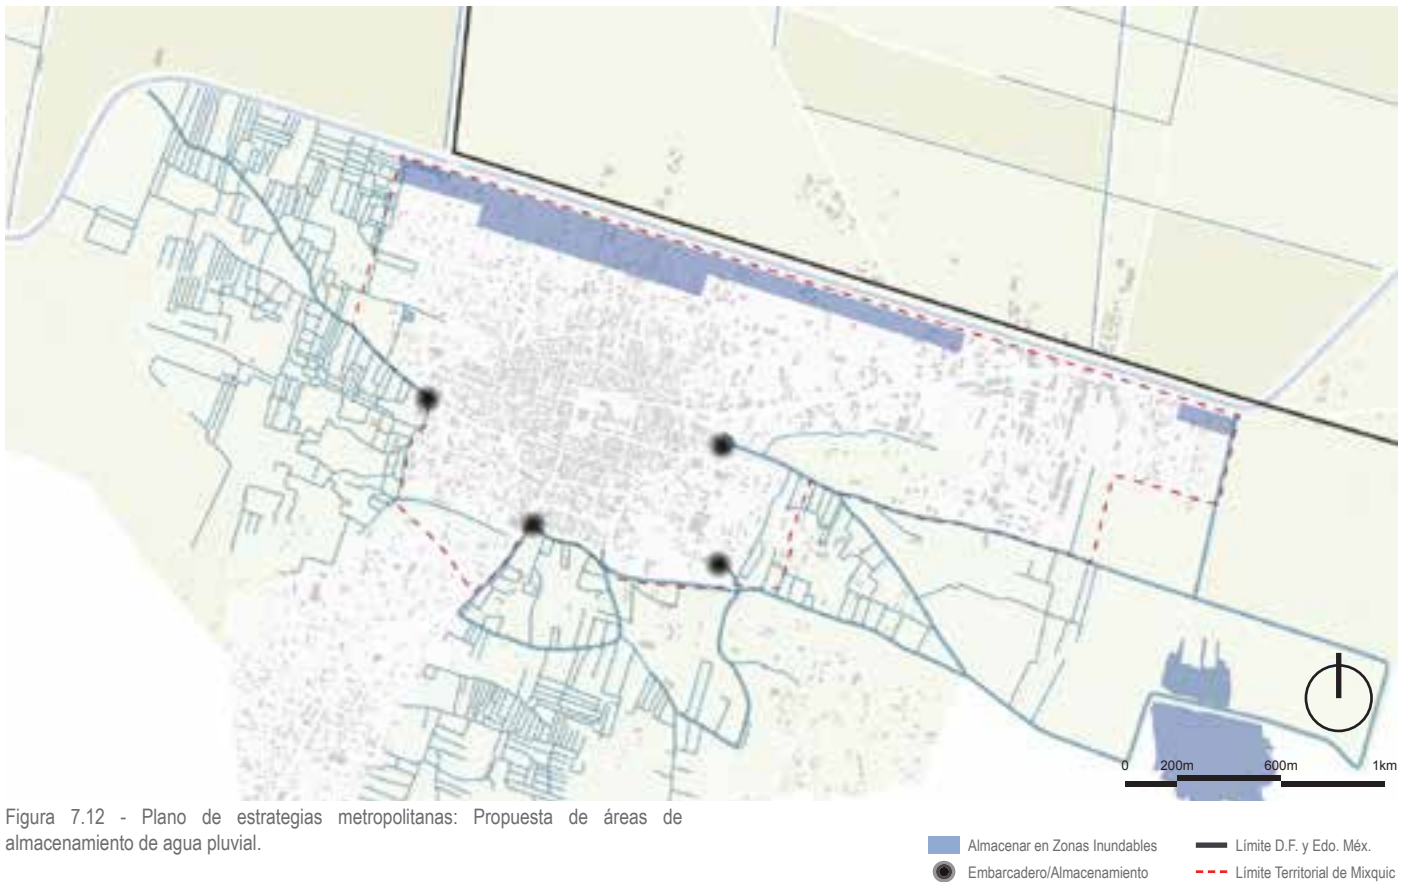 0 200m 600m 1km
Figura 7.12 - Plano de estrategias metropolitanas: Propuesta de áreas de
almacenamiento de agua pluvial.
Almacenar en Zonas Inundables
Límite D.F. y Edo. Méx.
Embarcadero/Almacenamiento
Límite Territorial de Mixquic